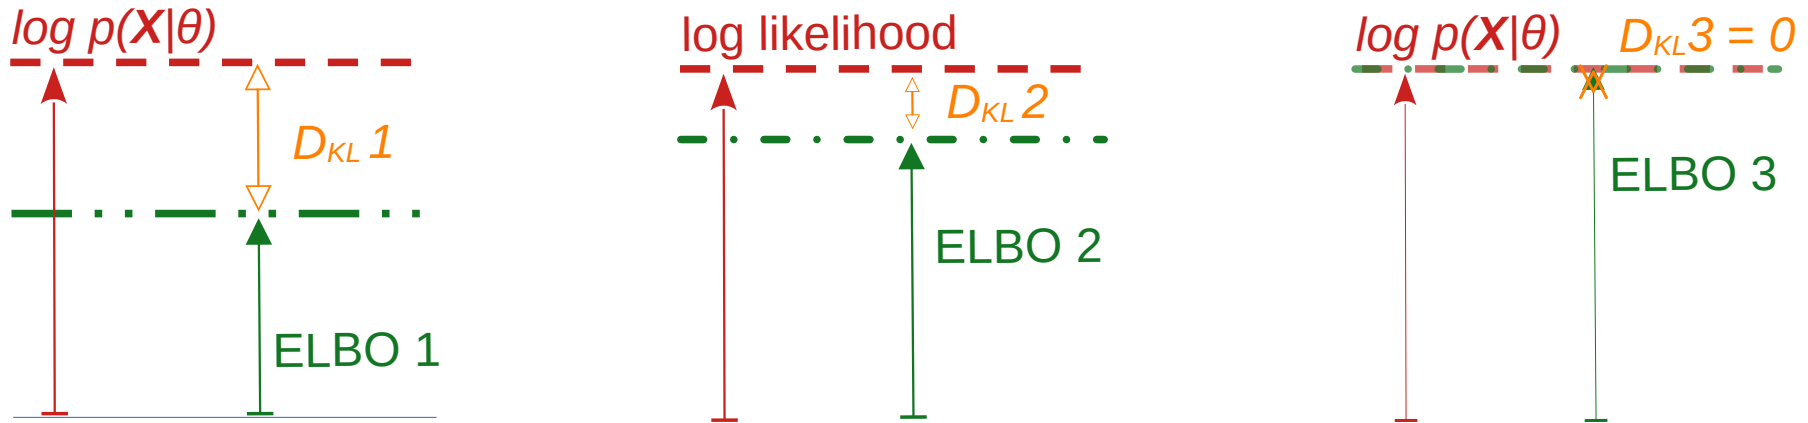 log p(X|θ)
D_KL 1
ELBO 1
log likelihood
D_KL 2
ELBO 2
log p(X|θ)
D_KL 3 = 0
ELBO 3